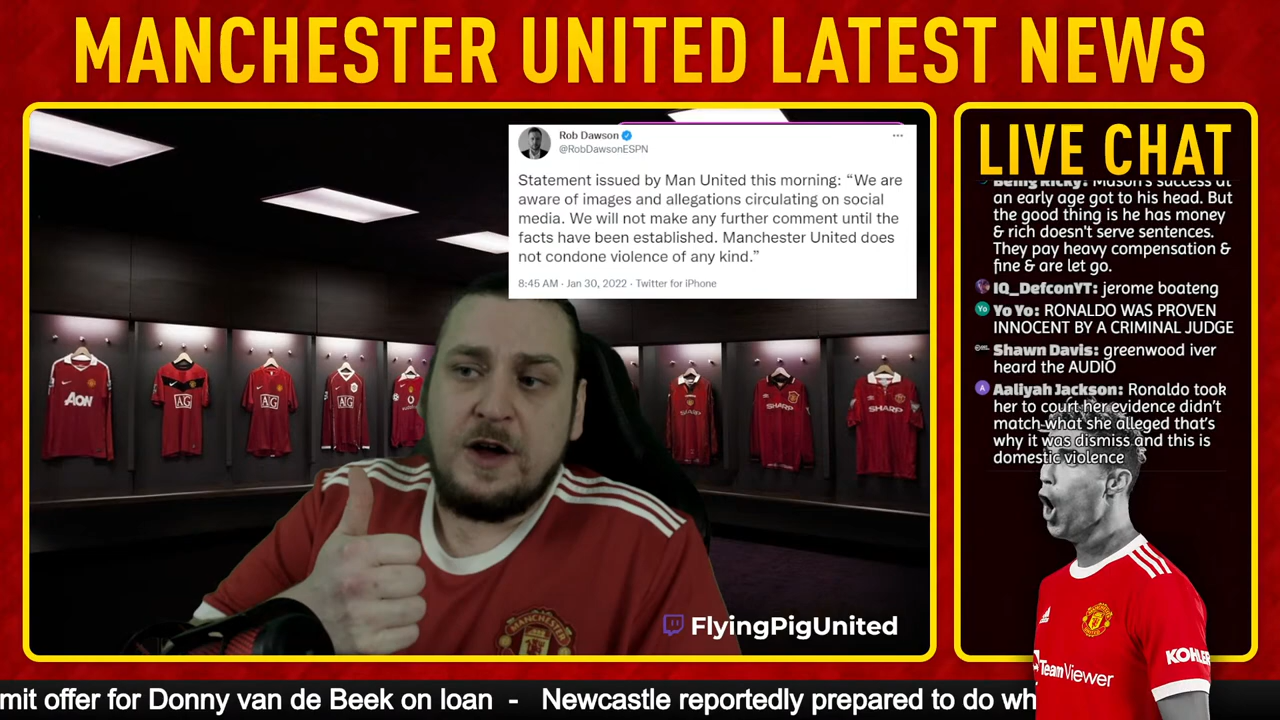 MANCHESTER UNITED LATEST NEWS
Rob Dawson
@RobDawsonESPN
Statement issued by Man United this morning: “We are
aware of images and allegations circulating on social
media. We will not make any further comment until the
facts have been established. Manchester United does
not condone violence of any kind.”
8:45 AM · Jan 30, 2022 · Twitter for iPhone
AON
AG
AG
AIG
SHARP
SHARP
MANCHESTER
FlyingPigUnited
LIVE CHAT
Being Ricky: Mason's success at
an early age got to his head. But
the good thing is he has money
& rich doesn't serve sentences.
They pay heavy compensation &
fine & are let go.
IQ_DefconYT: jerome boateng
Yo Yo: RONALDO WAS PROVEN
INNOCENT BY A CRIMINAL JUDGE
Shawn Davis: greenwood iver
heard the AUDIO
Aaliyah Jackson: Ronaldo took
her to court her evidence didn't
match what she alleged that's
why it was dismiss and this is
domestic violence
TeamViewer
KOHLER
mit offer for Donny van de Beek on loan - Newcastle reportedly prepared to do wh